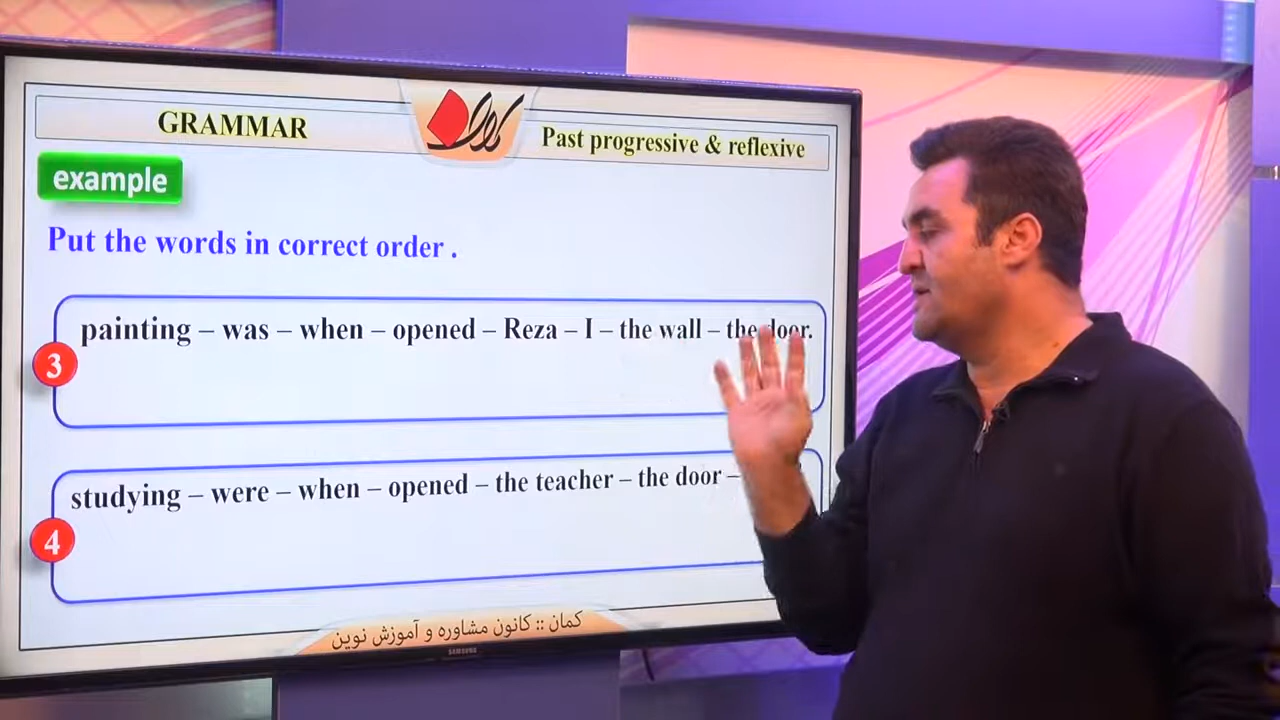 GRAMMAR
کمان
Past progressive & reflexive
example
Put the words in correct order .
painting – was – when – opened – Reza – I – the wall – the door.
3
studying – were – when – opened – the teacher – the door –
4
کمان :: کانون مشاوره و آموزش نوین
SAMSUNG